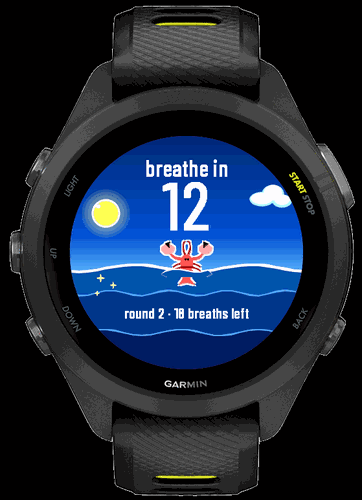 breathe in
12
START STOP
LIGHT
UP
DOWN
BACK
round 2 · 18 breaths left
GARMIN